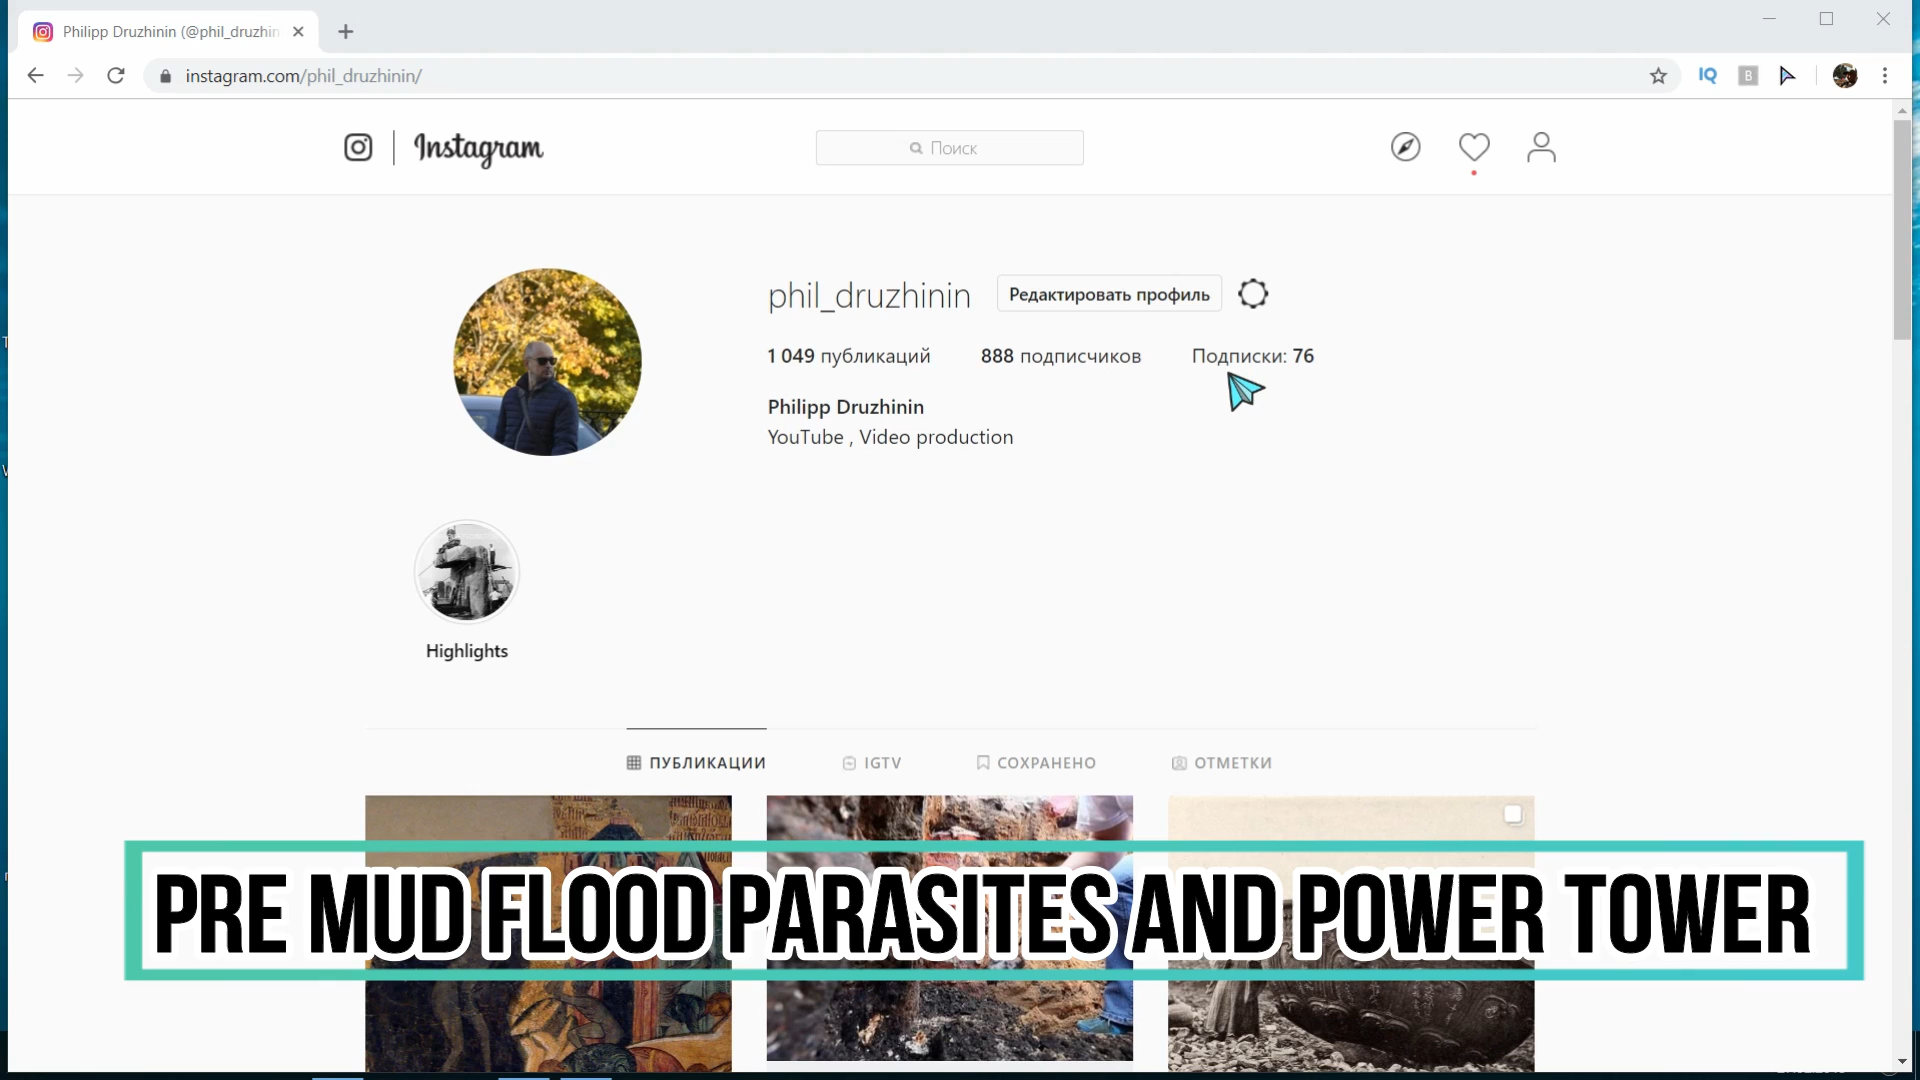 Philipp Druzhinin (@phil_druzhin
instagram.com/phil_druzhinin/
IQ
B
Instagram
Поиск
phil_druzhinin
Редактировать профиль
1 049 публикаций
888 подписчиков
Подписки: 76
Philipp Druzhinin
YouTube , Video production
Highlights
ПУБЛИКАЦИИ
IGTV
СОХРАНЕНО
ОТМЕТКИ
PRE MUD FLOOD PARASITES AND POWER TOWER